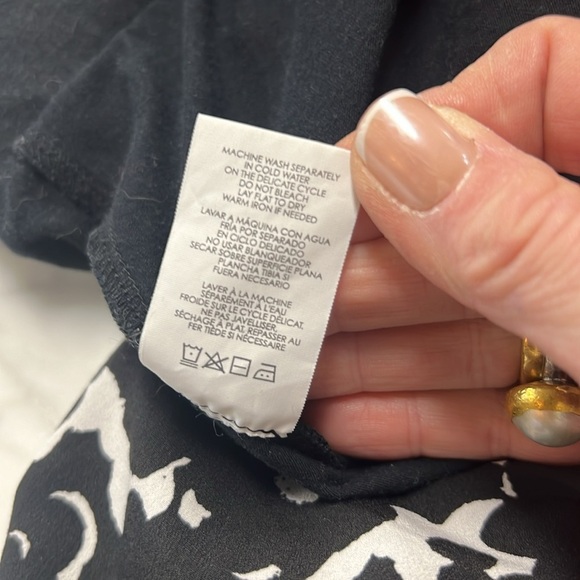 MACHINE WASH SEPARATELY
IN COLD WATER
ON THE DELICATE CYCLE
DO NOT BLEACH
LAY FLAT TO DRY
WARM IRON IF NEEDED
LAVAR A MÁQUINA CON AGUA
FRÍA POR SEPARADO
EN CICLO DELICADO
NO USAR BLANQUEADOR
SECAR SOBRE SUPERFICIE PLANA
PLANCHA TIBIA SI
FUERA NECESARIO
LAVER À LA MACHINE
SÉPARÉMENT À L'EAU
FROIDE SUR LE CYCLE DÉLICAT,
NE PAS JAVELLISER,
SÉCHAGE À PLAT, REPASSER AU
FER TIÈDE SI NÉCESSAIRE